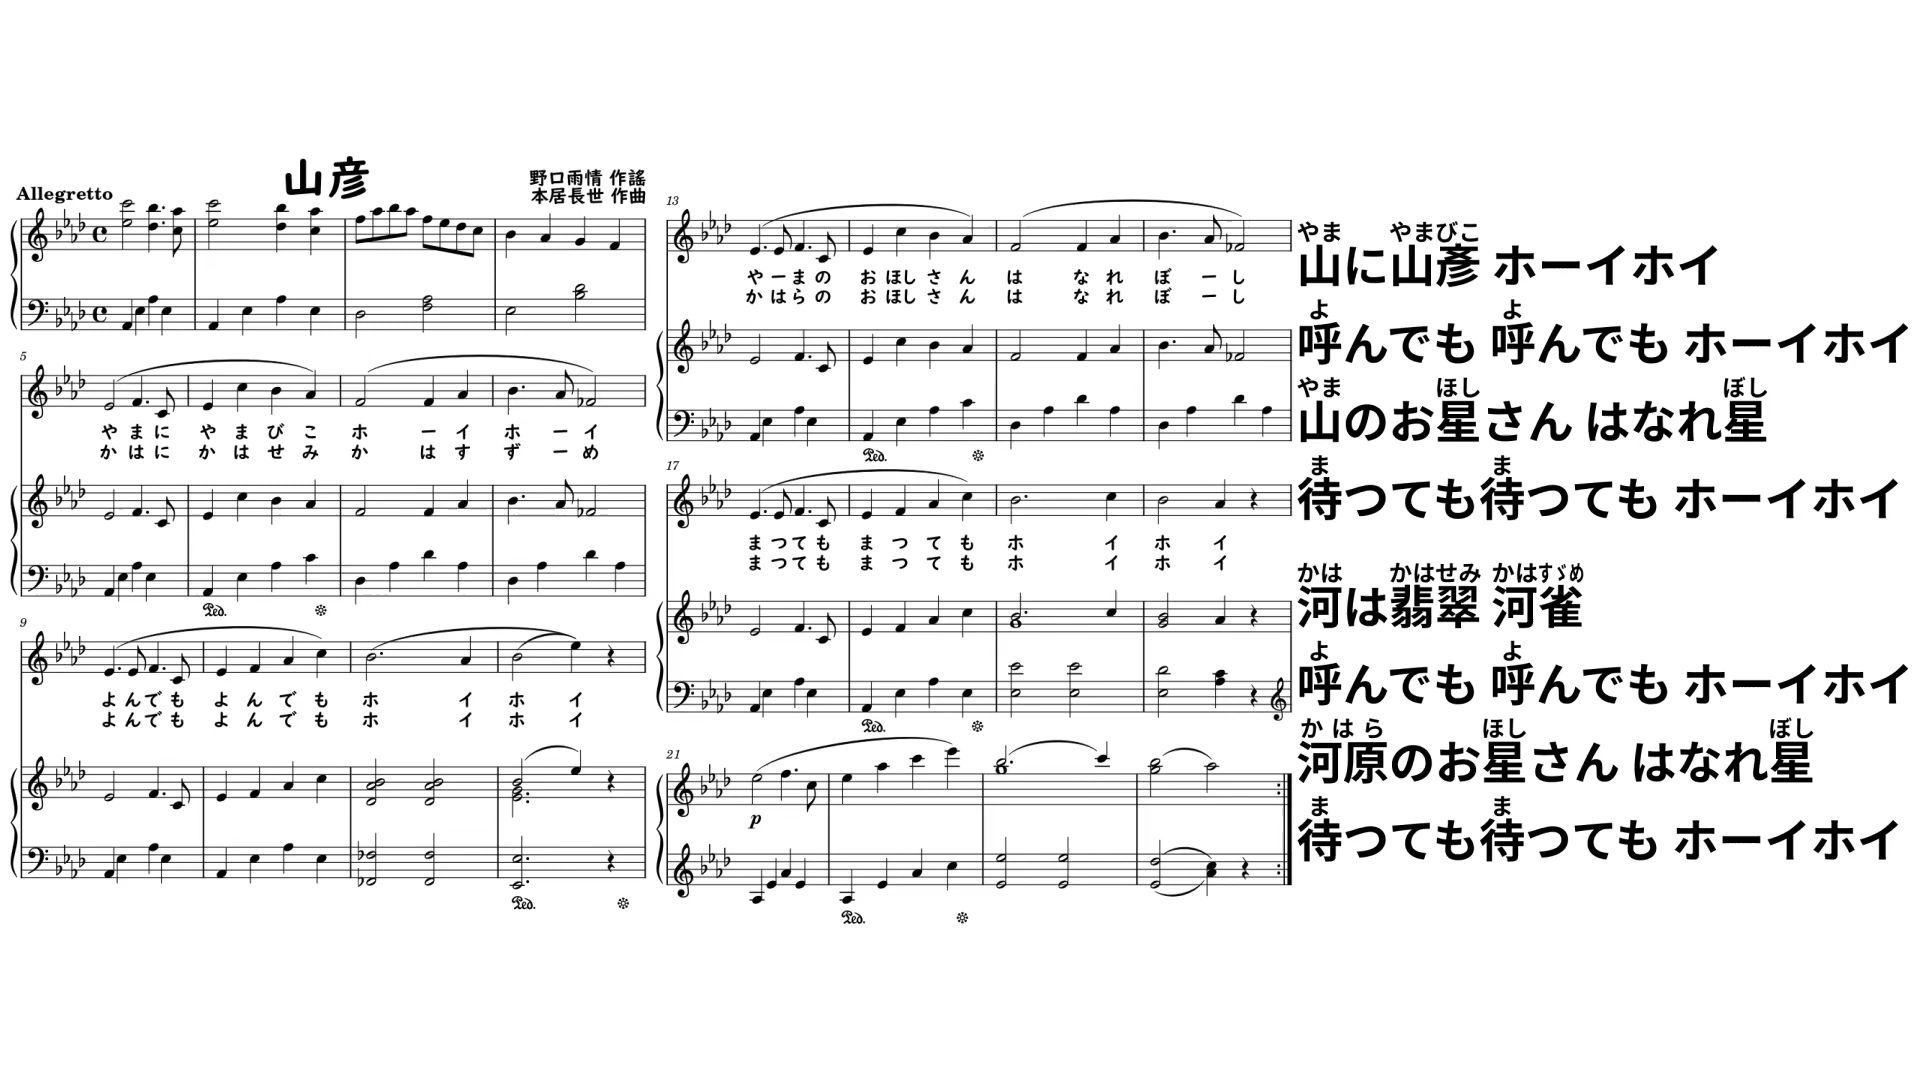 山彦
Allegretto
野口雨情 作謠
本居長世 作曲
5
やまに やまびこ ホーイ ホーイ
かはに かはせみ かはす ずーめ
9
よんでも よんでも ホイ ホイ
よんでも よんでも ホイ ホイ
13
やーまの おほしさん はなれ ぼーし
かはらの おほしさん はなれ ぼーし
17
まつても まつても ホイ ホイ
まつても まつても ホイ ホイ
21
p
やま やまびこ
山に山彥 ホーイホイ
よ よ
呼んでも 呼んでも ホーイホイ
やま ほし ぼし
山のお星さん はなれ星
ま ま
待つても待つても ホーイホイ
かは かはせみ かはすゞめ
河は翡翠 河雀
よ よ
呼んでも 呼んでも ホーイホイ
かはら ほし ぼし
河原のお星さん はなれ星
ま ま
待つても待つても ホーイホイ